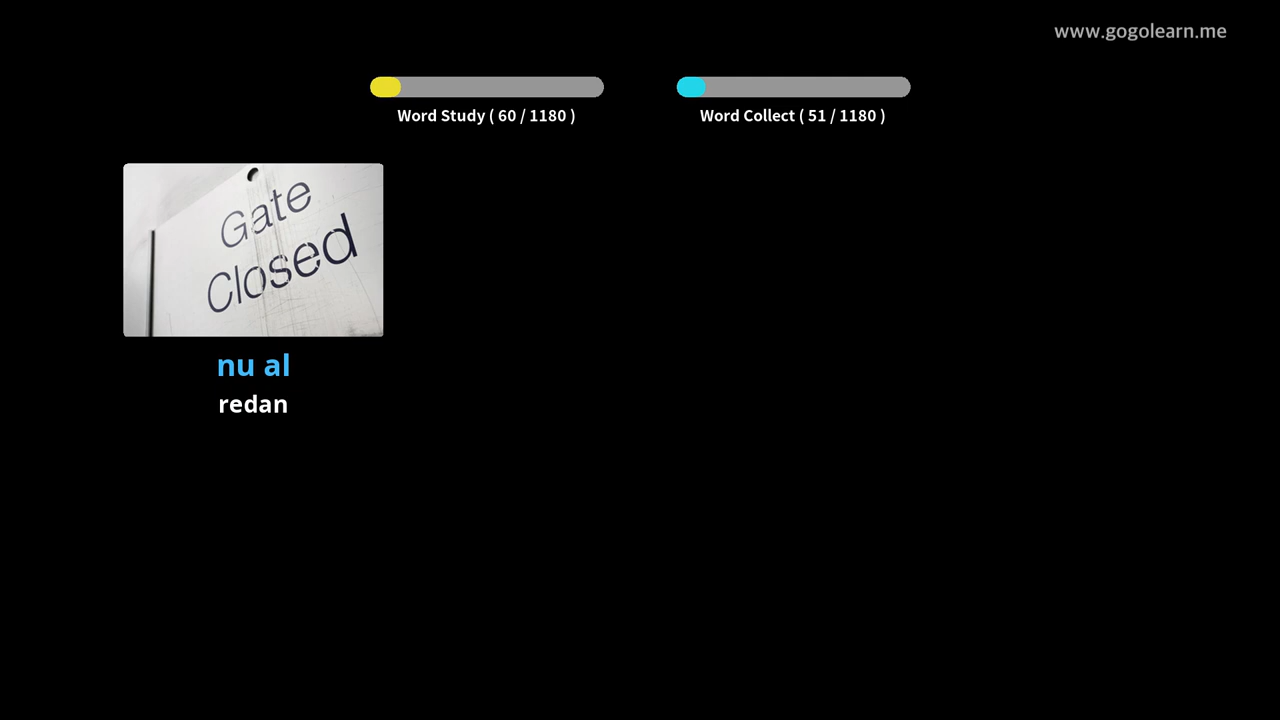 www.gogolearn.me
Word Study ( 60 / 1180 )
Word Collect ( 51 / 1180 )
Gate
Closed
nu al
redan